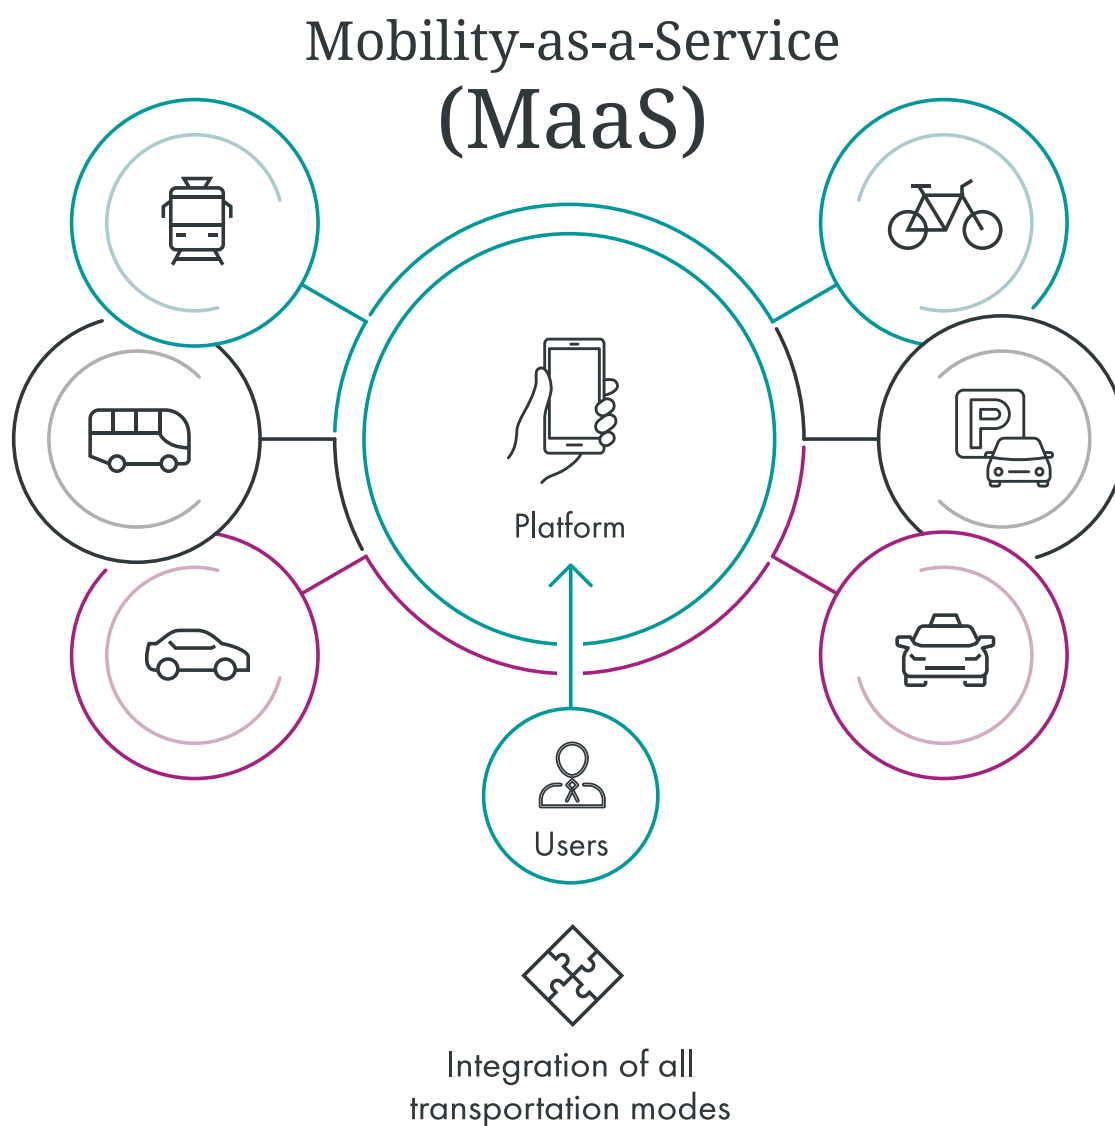 Mobility-as-a-Service
(MaaS)
P
Platform
Users
Integration of all
transportation modes